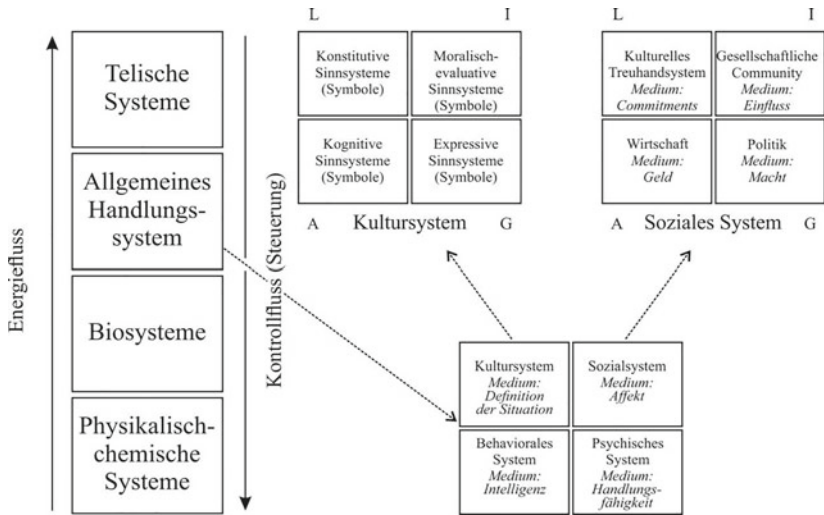 Energiefluss
Telische
Systeme
Allgemeines
Handlungs-
system
Biosysteme
Physikalisch-
chemische
Systeme
Kontrollfluss (Steuerung)
L I
Konstitutive
Sinnsysteme
(Symbole)
Moralisch-
evaluative
Sinnsysteme
(Symbole)
Kognitive
Sinnsysteme
(Symbole)
Expressive
Sinnsysteme
(Symbole)
A Kultursystem G
L I
Kulturelles
Treuhandsystem
Medium:
Commitments
Gesellschaftliche
Community
Medium:
Einfluss
Wirtschaft
Medium:
Geld
Politik
Medium:
Macht
A Soziales System G
Kultursystem
Medium:
Definition
der Situation
Sozialsystem
Medium:
Affekt
Behaviorales
System
Medium:
Intelligenz
Psychisches
System
Medium:
Handlungs-
fähigkeit